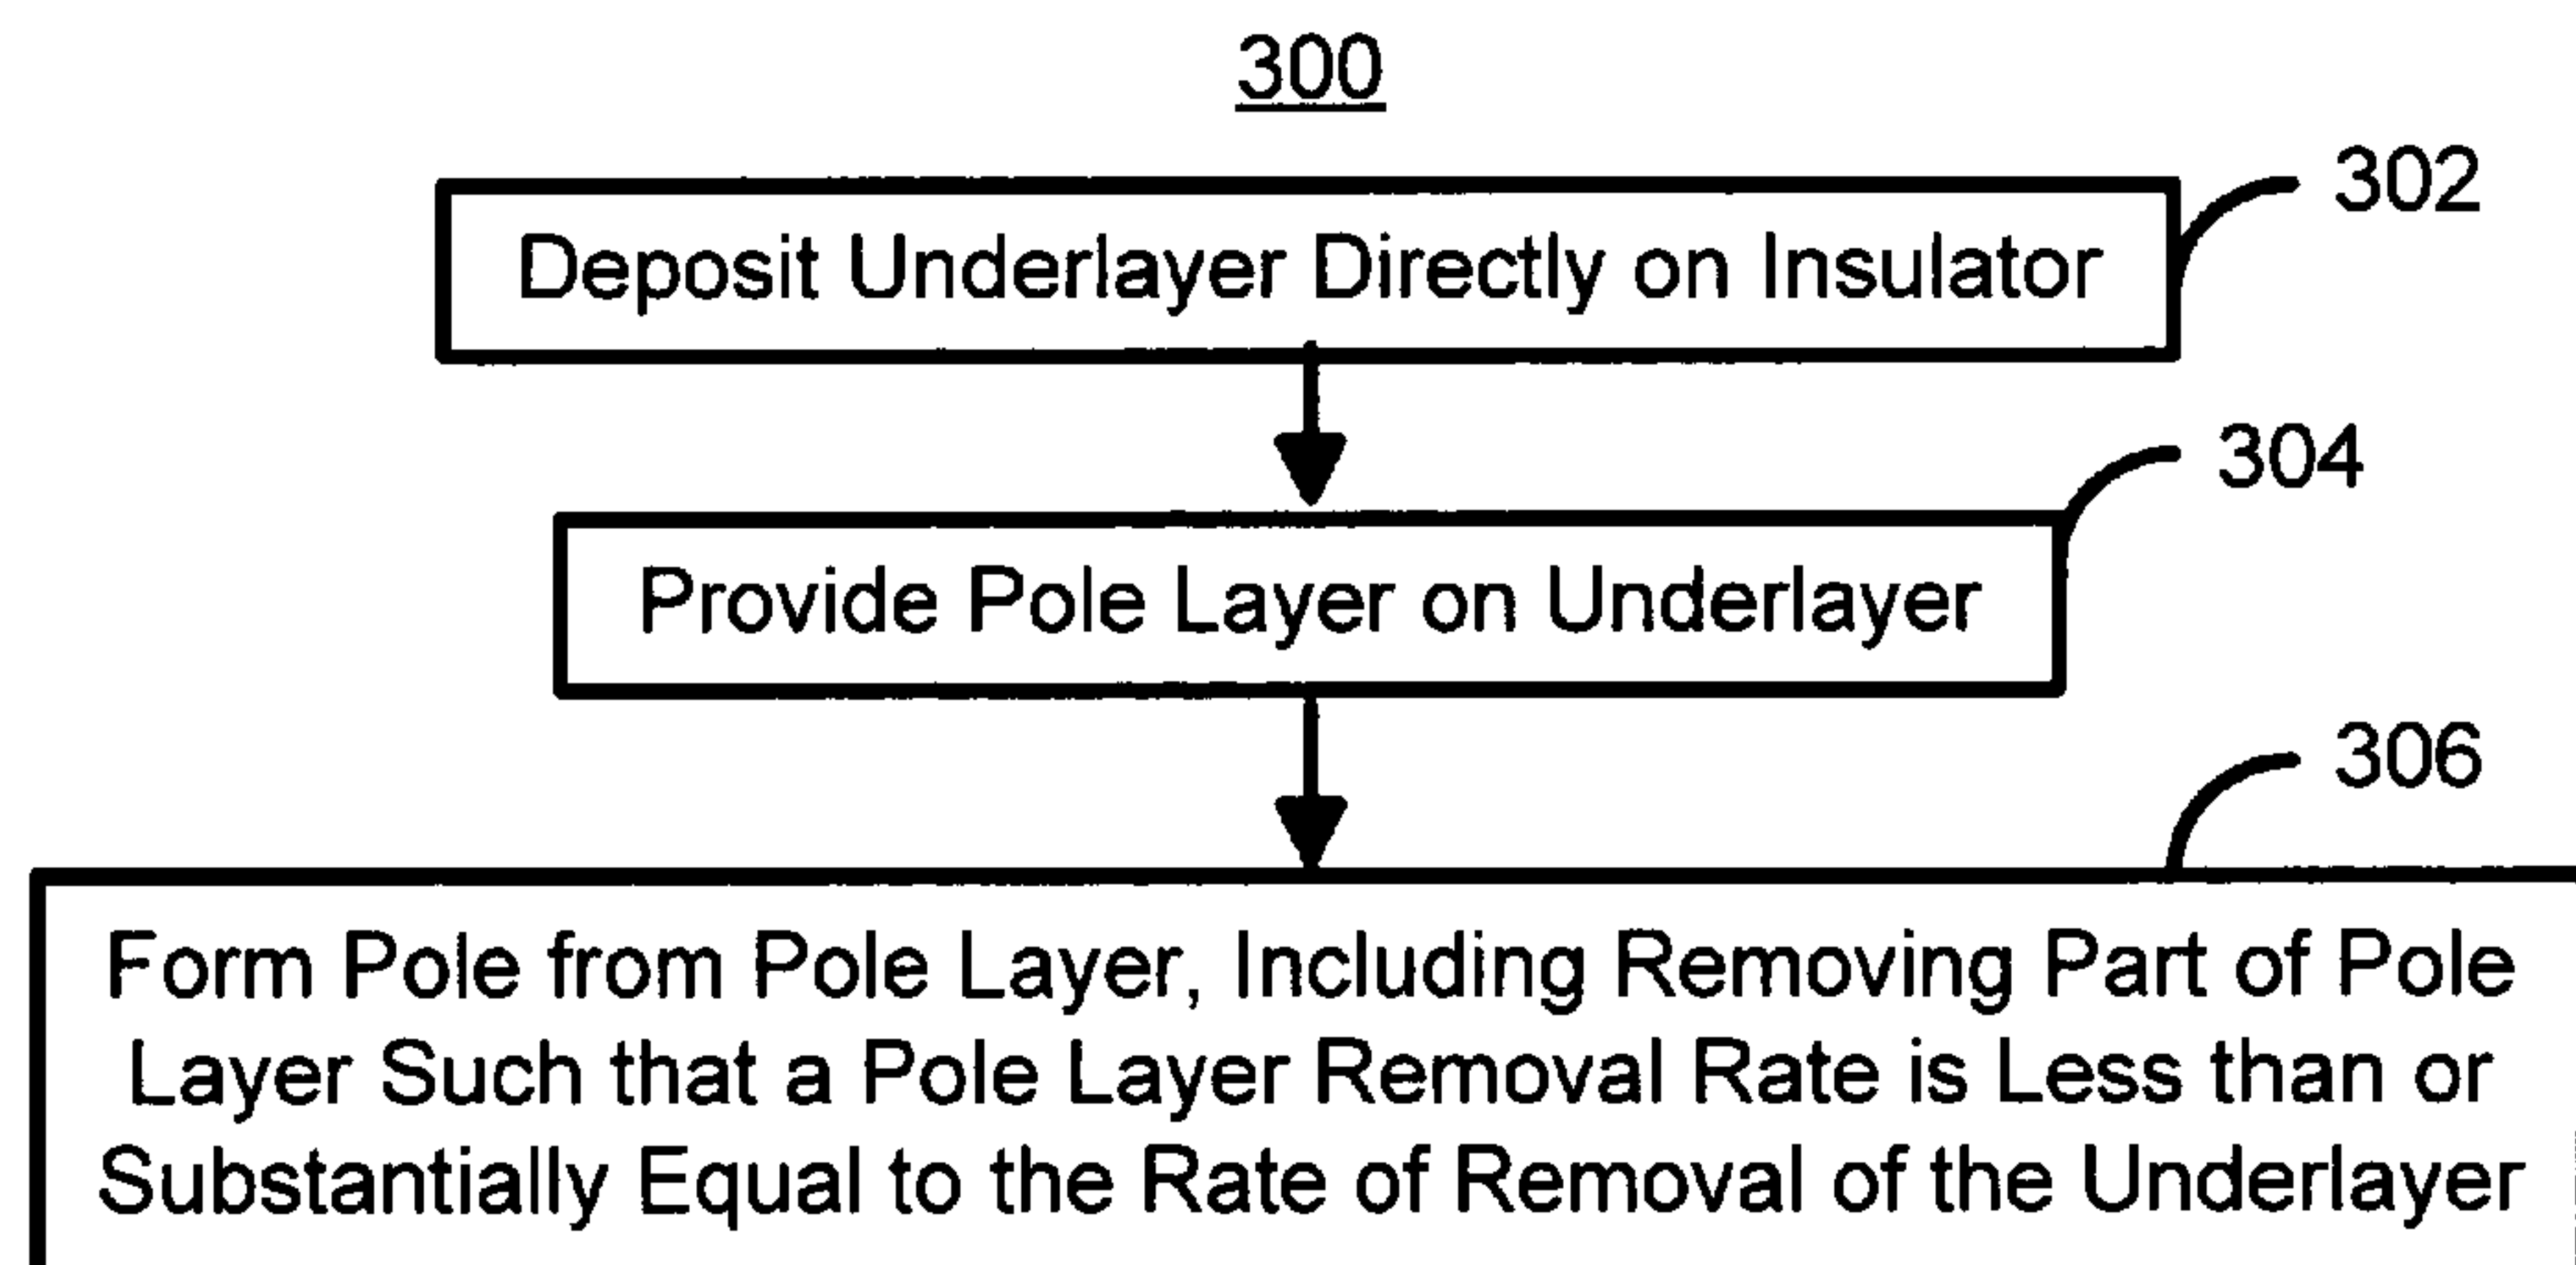 300
302
Deposit Underlayer Directly on Insulator
304
Provide Pole Layer on Underlayer
306
Form Pole from Pole Layer, Including Removing Part of Pole
Layer Such that a Pole Layer Removal Rate is Less than or
Substantially Equal to the Rate of Removal of the Underlayer